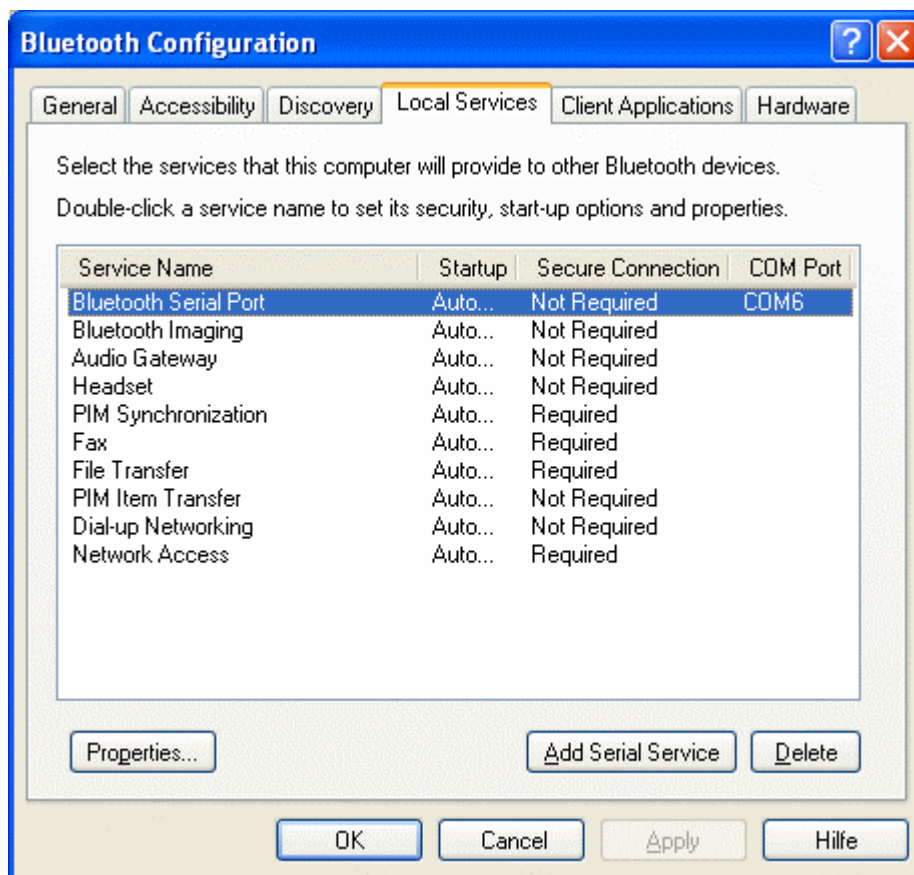 Bluetooth Configuration
General Accessibility Discovery Local Services Client Applications Hardware
Select the services that this computer will provide to other Bluetooth devices.
Double-click a service name to set its security, start-up options and properties.
Service Name Startup Secure Connection COM Port
Bluetooth Serial Port Auto... Not Required COM6
Bluetooth Imaging Auto... Not Required
Audio Gateway Auto... Not Required
Headset Auto... Not Required
PIM Synchronization Auto... Required
Fax Auto... Required
File Transfer Auto... Required
PIM Item Transfer Auto... Not Required
Dial-up Networking Auto... Not Required
Network Access Auto... Required
Properties... Add Serial Service Delete
OK Cancel Apply Hilfe